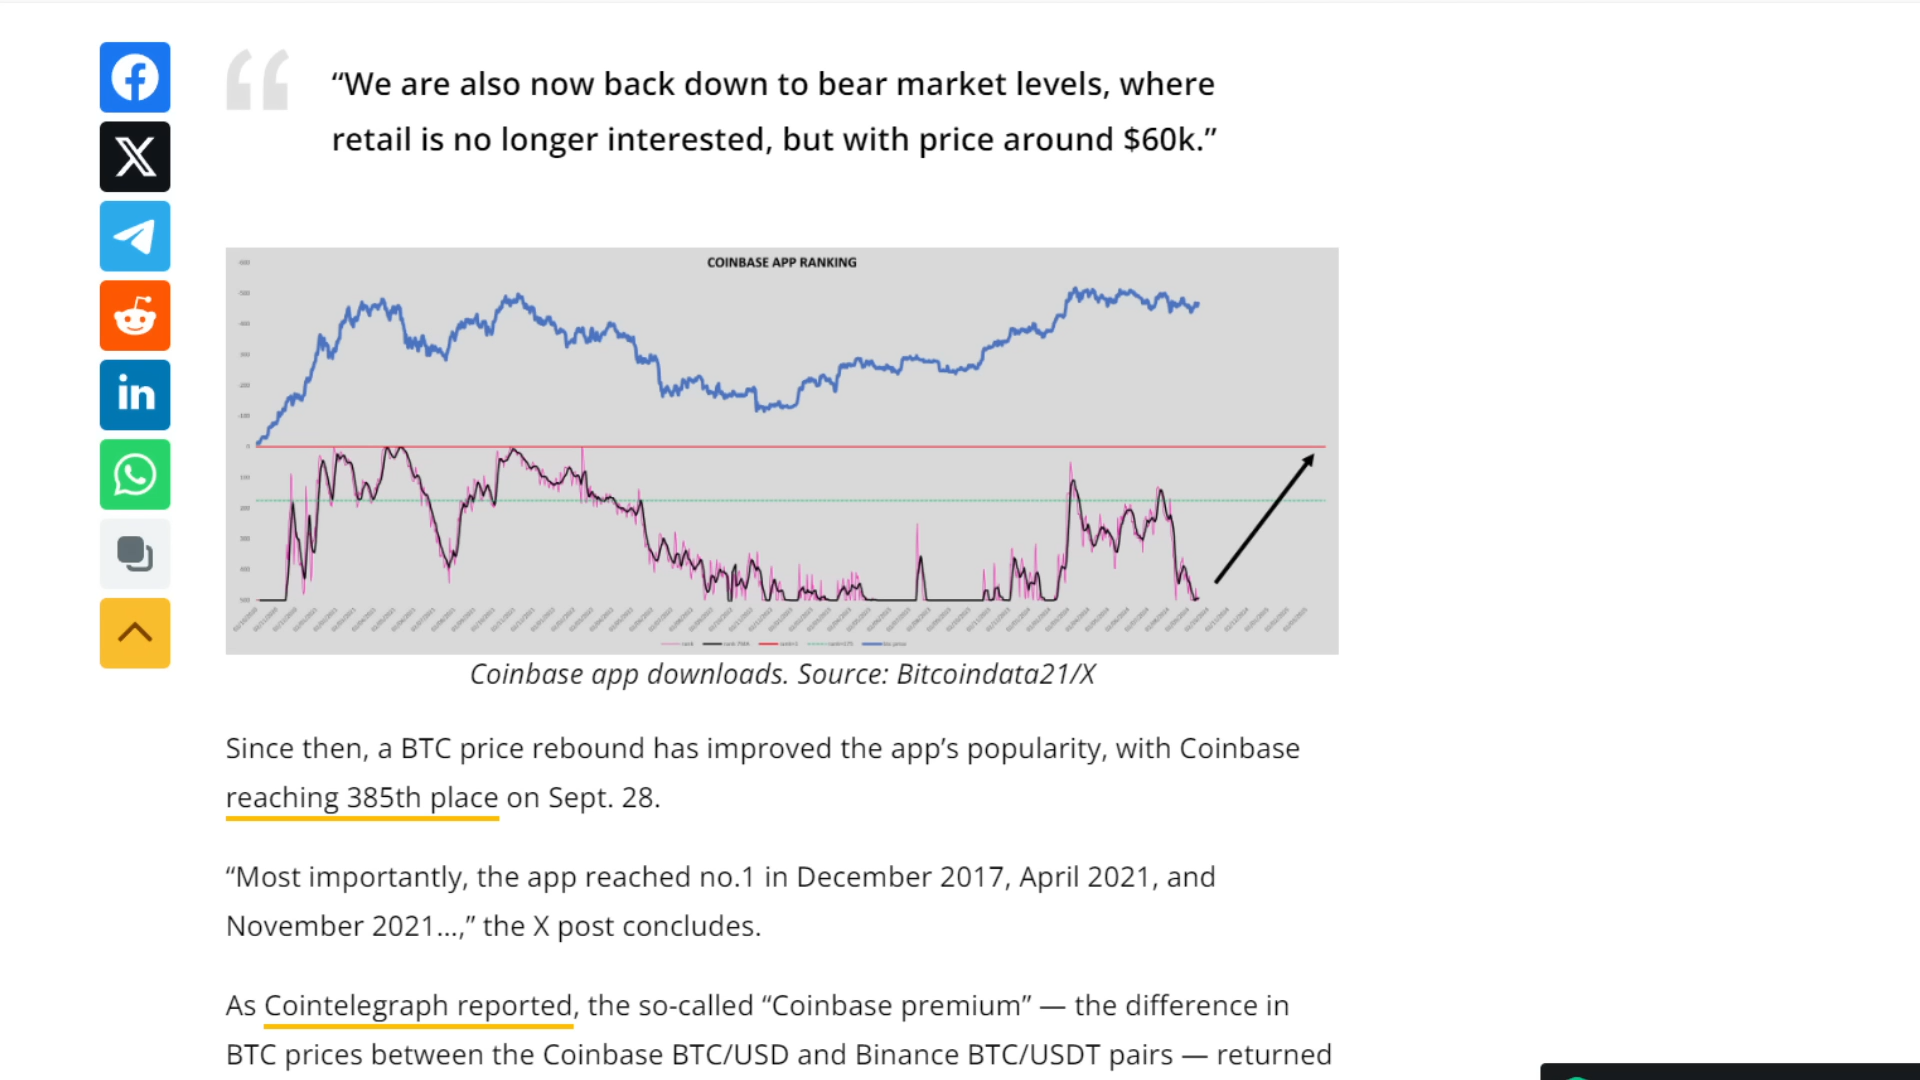 “We are also now back down to bear market levels, where
retail is no longer interested, but with price around $60k.”
COINBASE APP RANKING
Coinbase app downloads. Source: Bitcoindata21/X
Since then, a BTC price rebound has improved the app’s popularity, with Coinbase
reaching 385th place on Sept. 28.
“Most importantly, the app reached no.1 in December 2017, April 2021, and
November 2021…,” the X post concludes.
As Cointelegraph reported, the so-called “Coinbase premium” — the difference in
BTC prices between the Coinbase BTC/USD and Binance BTC/USDT pairs — returned